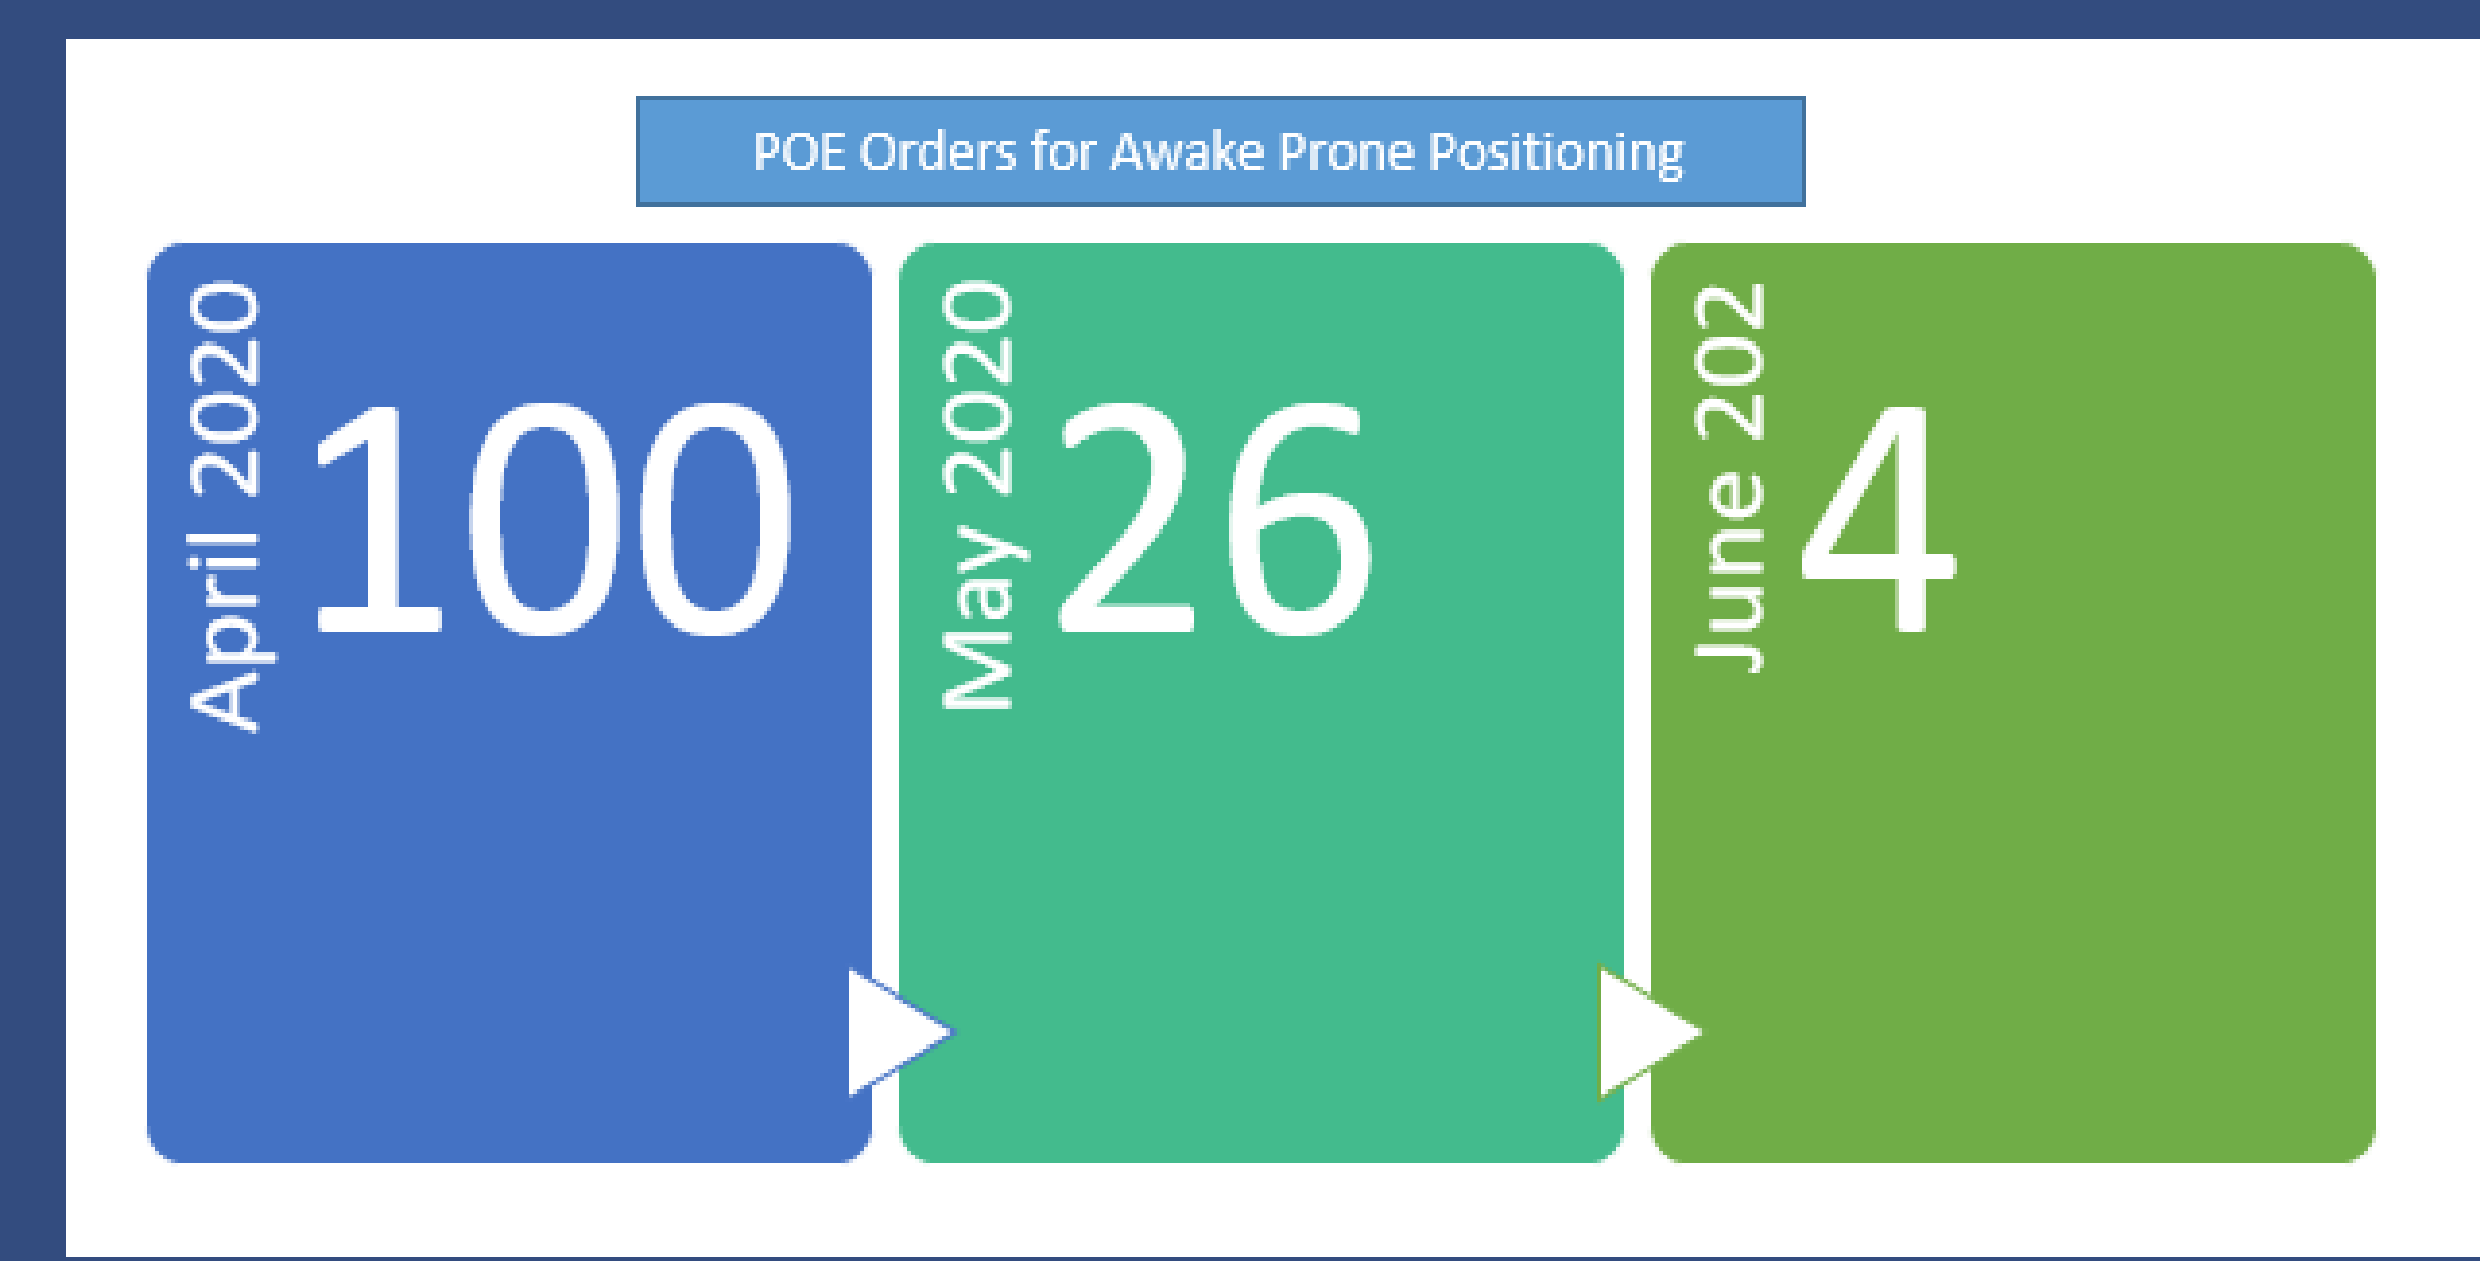 POE Orders for Awake Prone Positioning
April 2020
100
May 2020
26
June 202
4